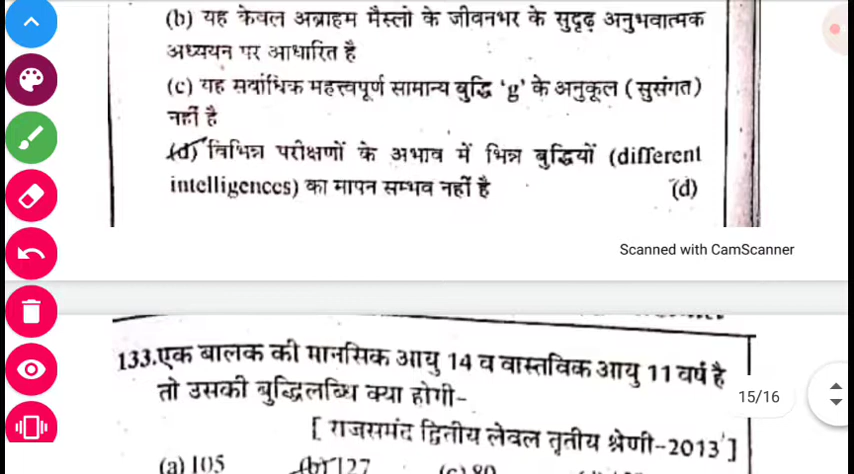 (b) यह केवल अब्राहम मैस्लो के जीवनभर के सुदृढ़ अनुभवात्मक
अध्ययन पर आधारित है
(c) यह सर्वाधिक महत्त्वपूर्ण सामान्य बुद्धि ‘g’ के अनुकूल (सुसंगत)
नहीं है
(d) विभिन्न परीक्षणों के अभाव में भिन्न बुद्धियों (different
intelligences) का मापन सम्भव नहीं है (d)
Scanned with CamScanner
133.एक बालक की मानसिक आयु 14 व वास्तविक आयु 11 वर्ष है
तो उसकी बुद्धिलब्धि क्या होगी-
15/16
[ राजसमंद द्वितीय लेवल तृतीय श्रेणी-2013 ]
(a) 105 (b) 127 (c) 80